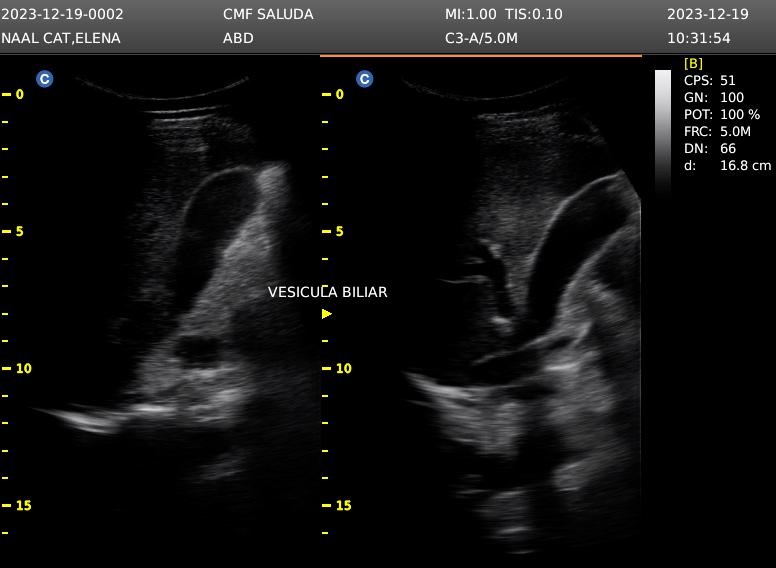 2023-12-19-0002 CMF SALUDA MI:1.00 TIS:0.10 2023-12-19
NAAL CAT,ELENA ABD C3-A/5.0M 10:31:54
C C
[B]
CPS: 51
GN: 100
POT: 100 %
FRC: 5.0M
DN: 66
d: 16.8 cm
0 0
5 5
VESICULA BILIAR
10 10
15 15